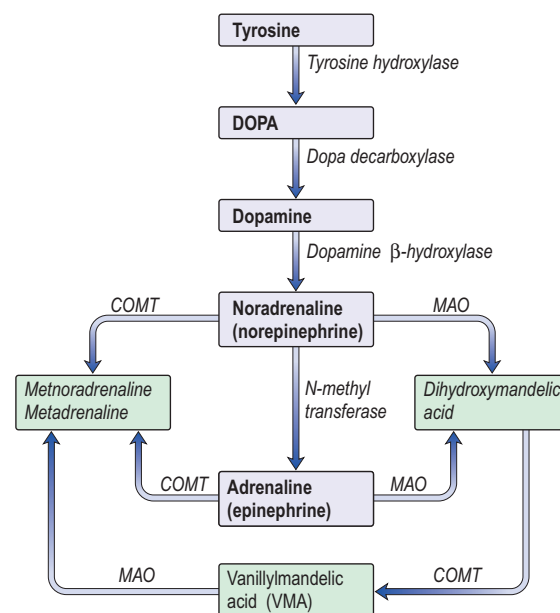 Tyrosine
Tyrosine hydroxylase
DOPA
Dopa decarboxylase
Dopamine
Dopamine β-hydroxylase
COMT
Noradrenaline
(norepinephrine)
MAO
Metnoradrenaline
Metadrenaline
N-methyl
transferase
Dihydroxymandelic
acid
COMT
Adrenaline
(epinephrine)
MAO
MAO
Vanillylmandelic
acid (VMA)
COMT